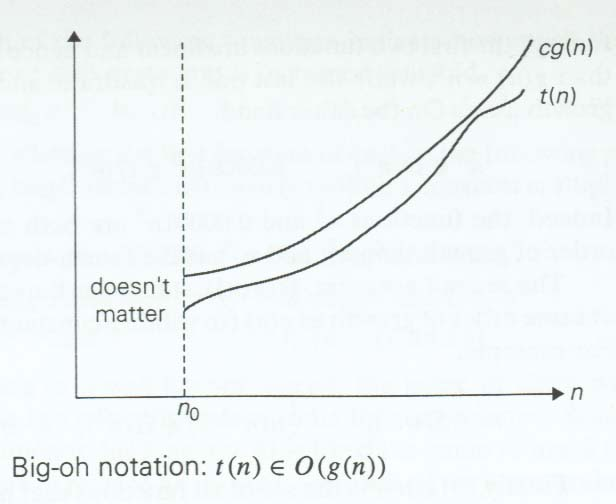 cg(n)
t(n)
doesn't
matter
n₀
n
Big-oh notation: t(n) ∈ O(g(n))